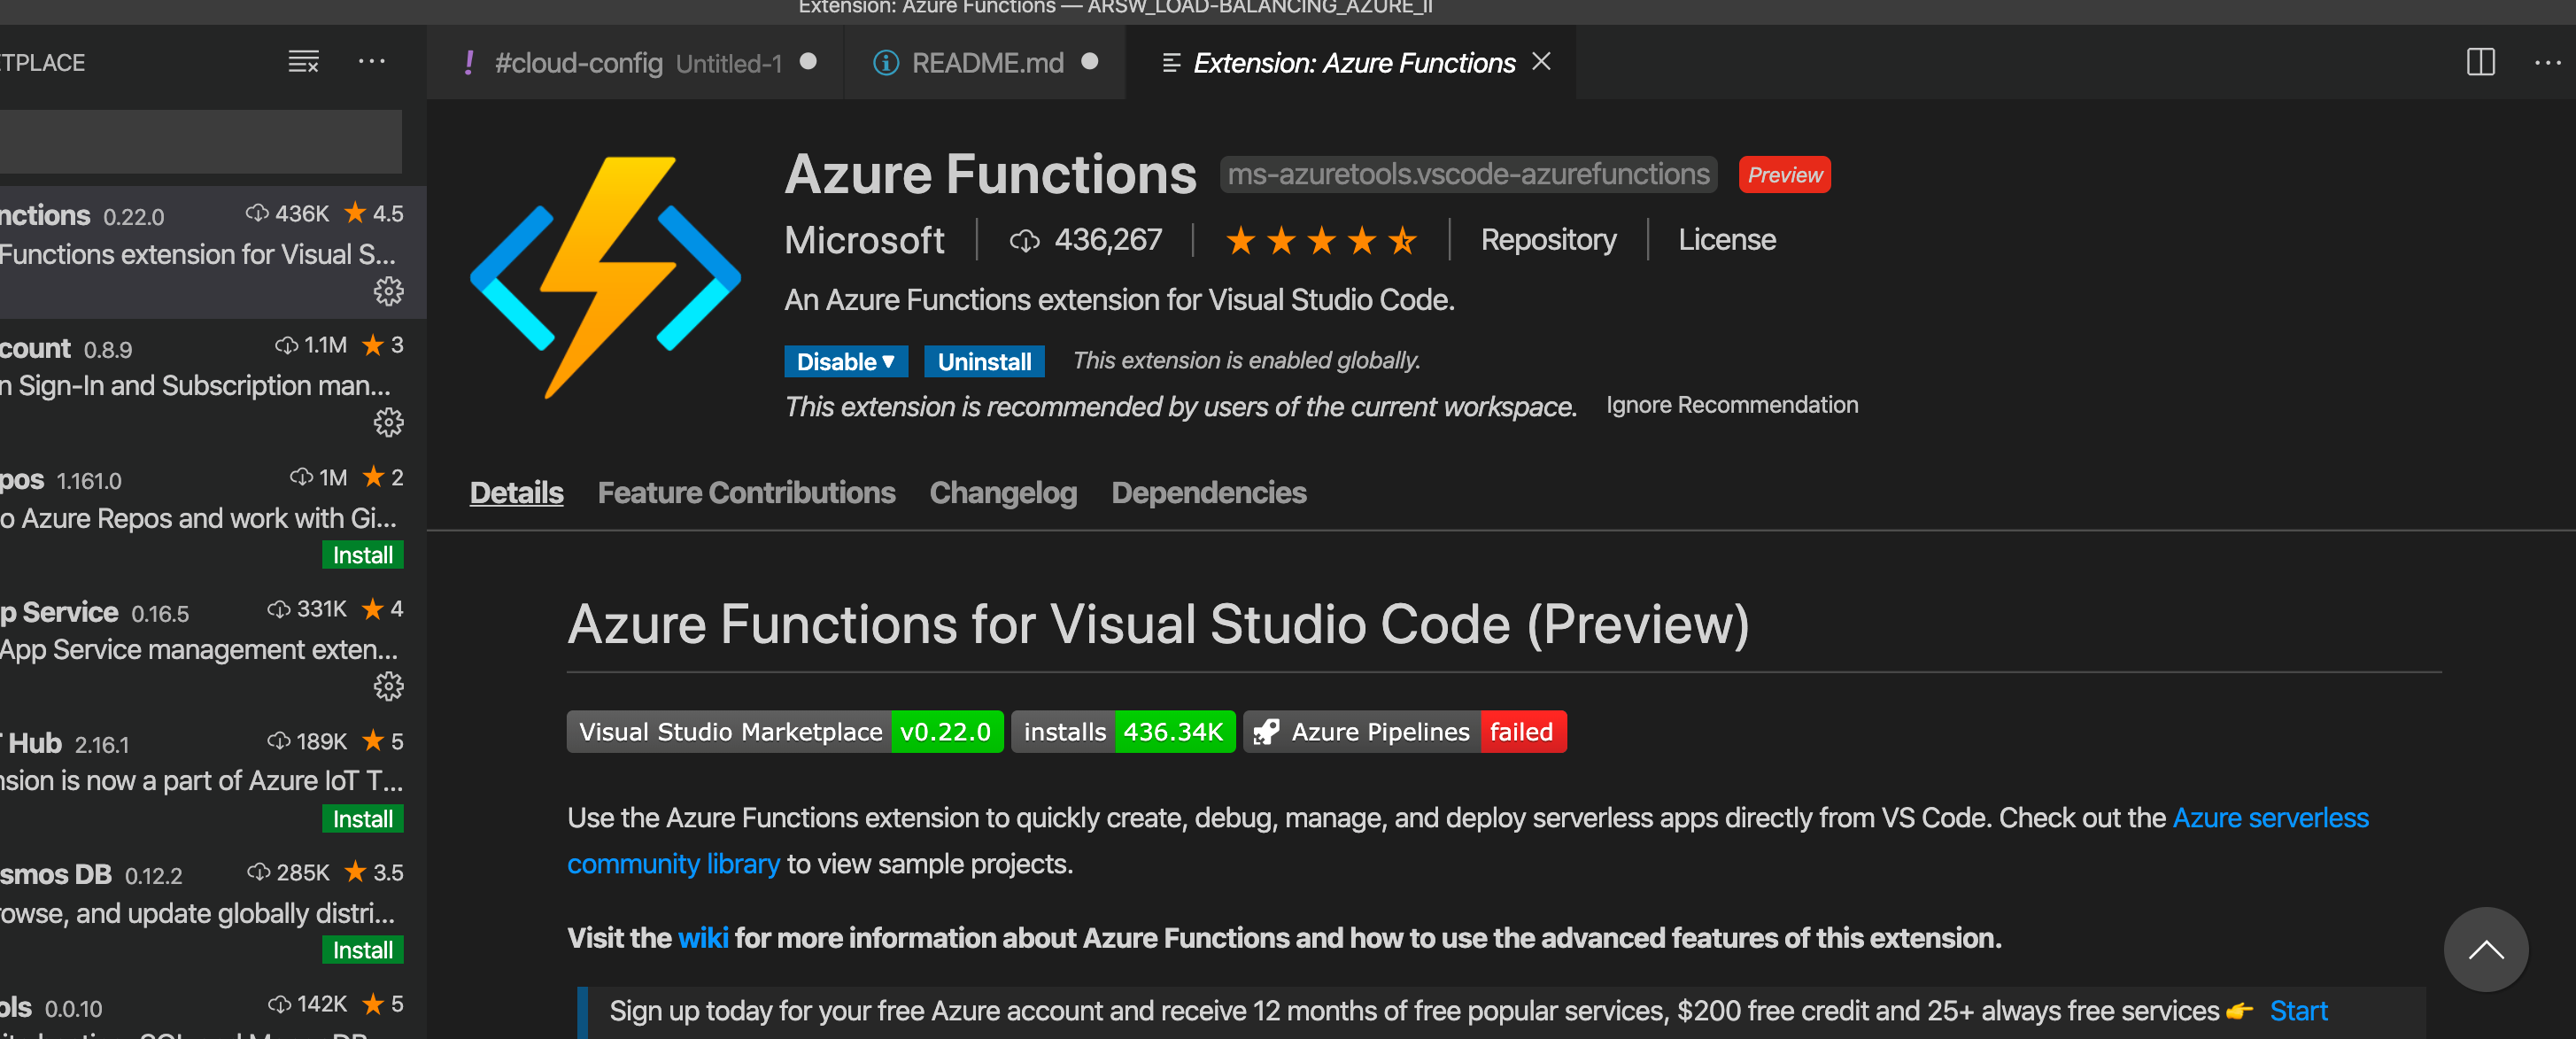 Extension: Azure Functions — ARSW_LOAD-BALANCING_AZURE_II
ETPLACE
nctions 0.22.0 436K ★ 4.5
Functions extension for Visual S...
count 0.8.9 1.1M ★ 3
n Sign-In and Subscription man...
pos 1.161.0 1M ★ 2
o Azure Repos and work with Gi...
Install
p Service 0.16.5 331K ★ 4
App Service management exten...
Hub 2.16.1 189K ★ 5
nsion is now a part of Azure IoT T...
Install
smos DB 0.12.2 285K ★ 3.5
rowse, and update globally distri...
Install
ols 0.0.10 142K ★ 5
! #cloud-config Untitled-1 ●
README.md ●
Extension: Azure Functions ×
Azure Functions ms-azuretools.vscode-azurefunctions Preview
Microsoft | 436,267 | Repository | License
An Azure Functions extension for Visual Studio Code.
Disable ▼ Uninstall This extension is enabled globally.
This extension is recommended by users of the current workspace. Ignore Recommendation
Details Feature Contributions Changelog Dependencies
Azure Functions for Visual Studio Code (Preview)
Visual Studio Marketplace v0.22.0 installs 436.34K Azure Pipelines failed
Use the Azure Functions extension to quickly create, debug, manage, and deploy serverless apps directly from VS Code. Check out the Azure serverless
community library to view sample projects.
Visit the wiki for more information about Azure Functions and how to use the advanced features of this extension.
Sign up today for your free Azure account and receive 12 months of free popular services, $200 free credit and 25+ always free services 👉 Start